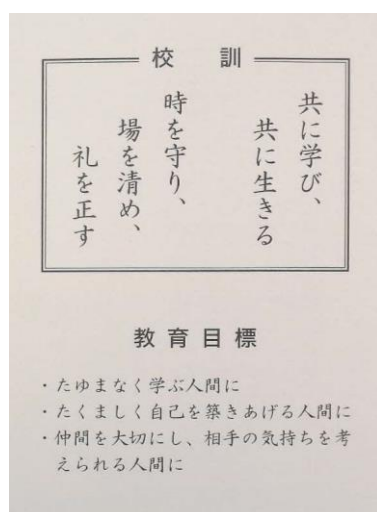 校訓
共に学び、
共に生きる
時を守り、
場を清め、
礼を正す
教育目標
・たゆまなく学ぶ人間に
・たくましく自己を築きあげる人間に
・仲間を大切にし、相手の気持ちを考
えられる人間に